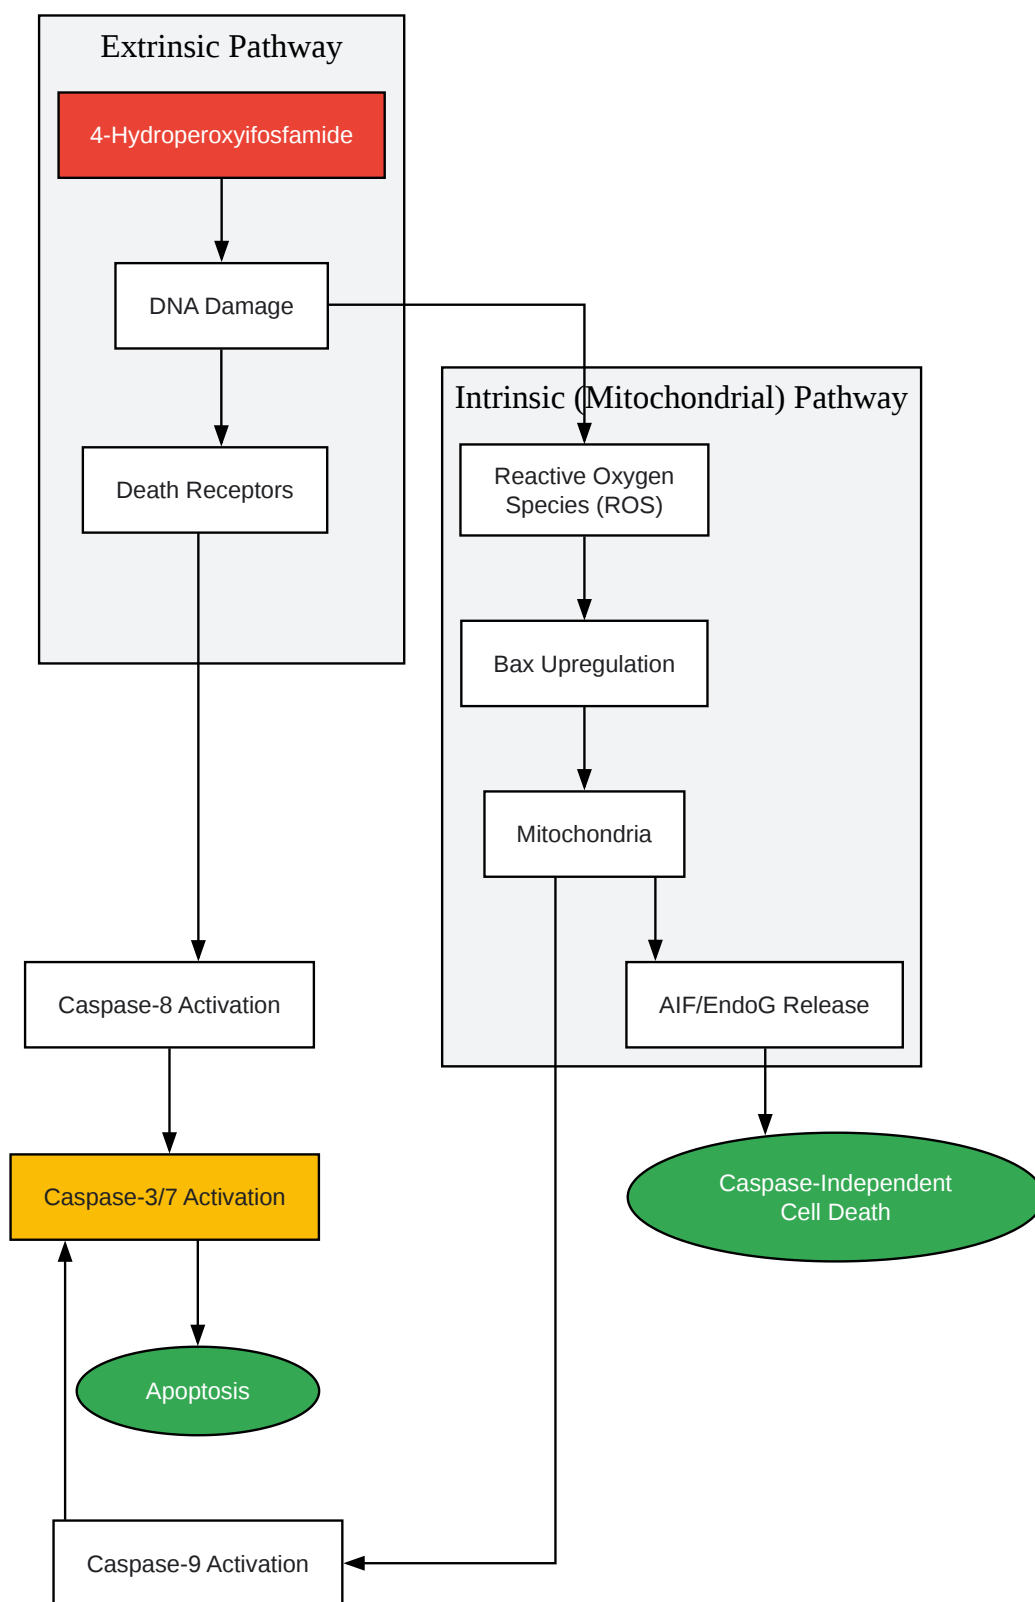 Extrinsic Pathway
4-Hydroperoxyifosfamide
DNA Damage
Death Receptors
Intrinsic (Mitochondrial) Pathway
Reactive Oxygen
Species (ROS)
Bax Upregulation
Mitochondria
AIF/EndoG Release
Caspase-8 Activation
Caspase-3/7 Activation
Caspase-Independent
Cell Death
Apoptosis
Caspase-9 Activation